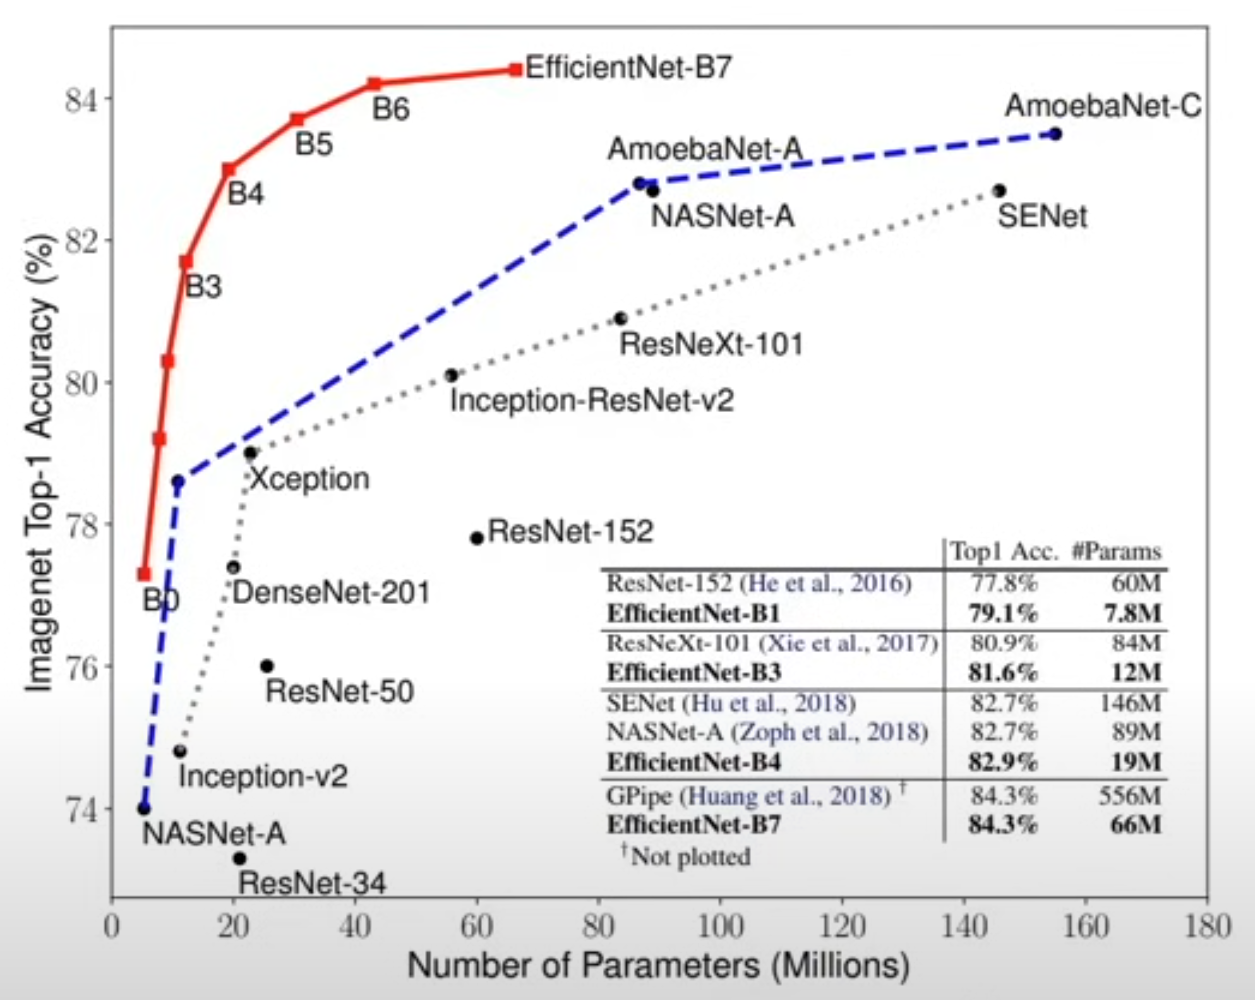 EfficientNet-B7
84
AmoebaNet-C
B6
B5
AmoebaNet-A
B4
NASNet-A
SENet
82
B3
ResNeXt-101
80
Inception-ResNet-v2
Xception
78
ResNet-152
B0
DenseNet-201
76
ResNet-50
Inception-v2
74
NASNet-A
ResNet-34
Imagenet Top-1 Accuracy (%)
Top1 Acc. #Params
ResNet-152 (He et al., 2016) 77.8% 60M
EfficientNet-B1 79.1% 7.8M
ResNeXt-101 (Xie et al., 2017) 80.9% 84M
EfficientNet-B3 81.6% 12M
SENet (Hu et al., 2018) 82.7% 146M
NASNet-A (Zoph et al., 2018) 82.7% 89M
EfficientNet-B4 82.9% 19M
GPipe (Huang et al., 2018) † 84.3% 556M
EfficientNet-B7 84.3% 66M
†Not plotted
0 20 40 60 80 100 120 140 160 180
Number of Parameters (Millions)